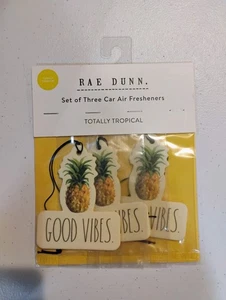 RAE DUNN.
Set of Three Car Air Fresheners
TOTALLY TROPICAL
GOOD VIBES.
VIBES.
VIBES.